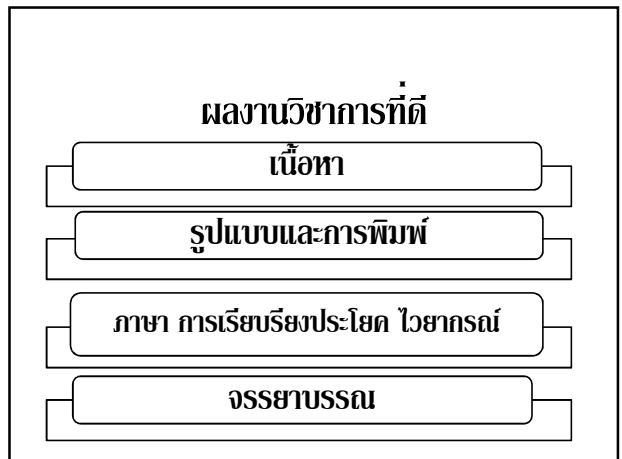 ผลงานวิชาการที่ดี
เนื้อหา
รูปแบบและการพิมพ์
ภาษา การเรียบรียงประโยค ไวยากรณ์
จรรยาบรรณ